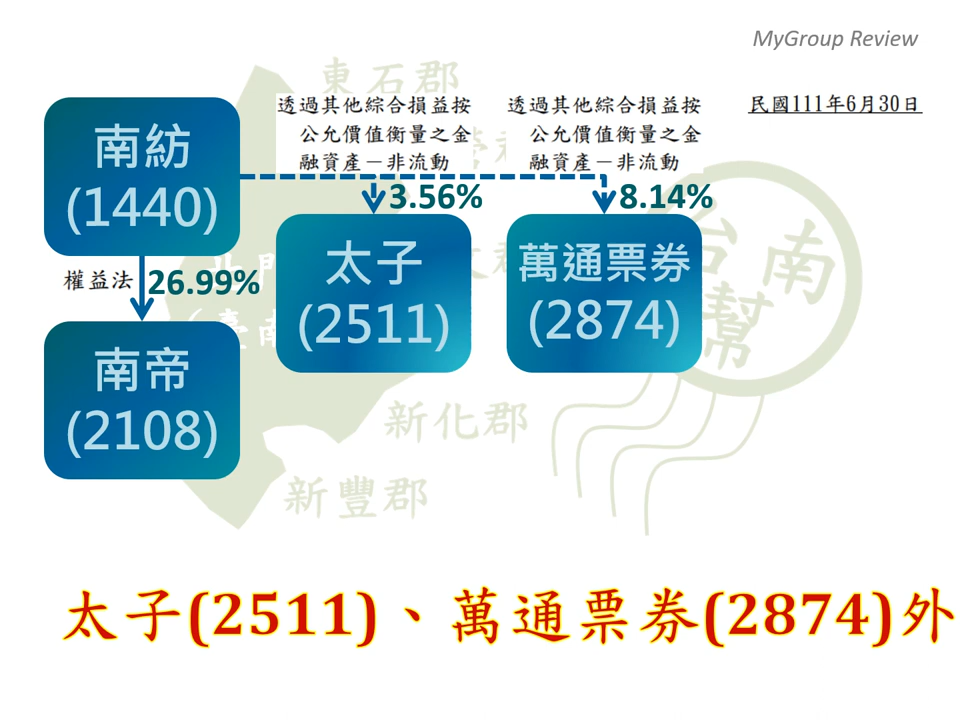 MyGroup Review
民國111年6月30日
東石郡
透過其他綜合損益按
公允價值衡量之金
融資產－非流動
透過其他綜合損益按
公允價值衡量之金
融資產－非流動
南紡
(1440)
3.56%
8.14%
權益法
26.99%
太子
(2511)
萬通票券
(2874)
台南
幫
南帝
(2108)
新化郡
新豐郡
太子(2511)、萬通票券(2874)外